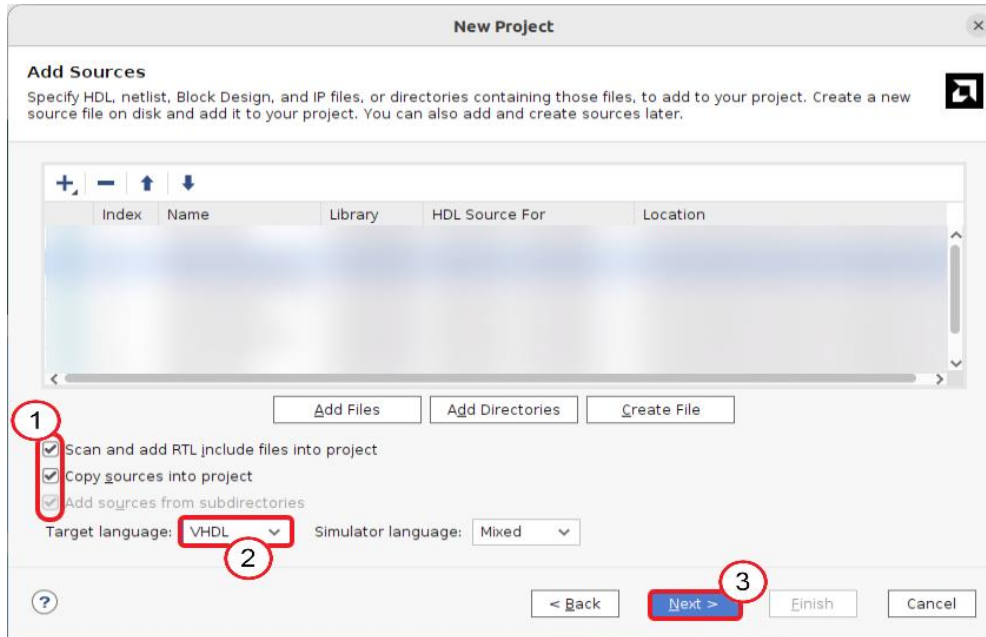 New Project
Add Sources
Specify HDL, netlist, Block Design, and IP files, or directories containing those files, to add to your project. Create a new
source file on disk and add it to your project. You can also add and create sources later.
Index Name Library HDL Source For Location
Add Files Add Directories Create File
1
Scan and add RTL include files into project
Copy sources into project
Add sources from subdirectories
Target language: VHDL Simulator language: Mixed
2
3
? < Back Next > Finish Cancel